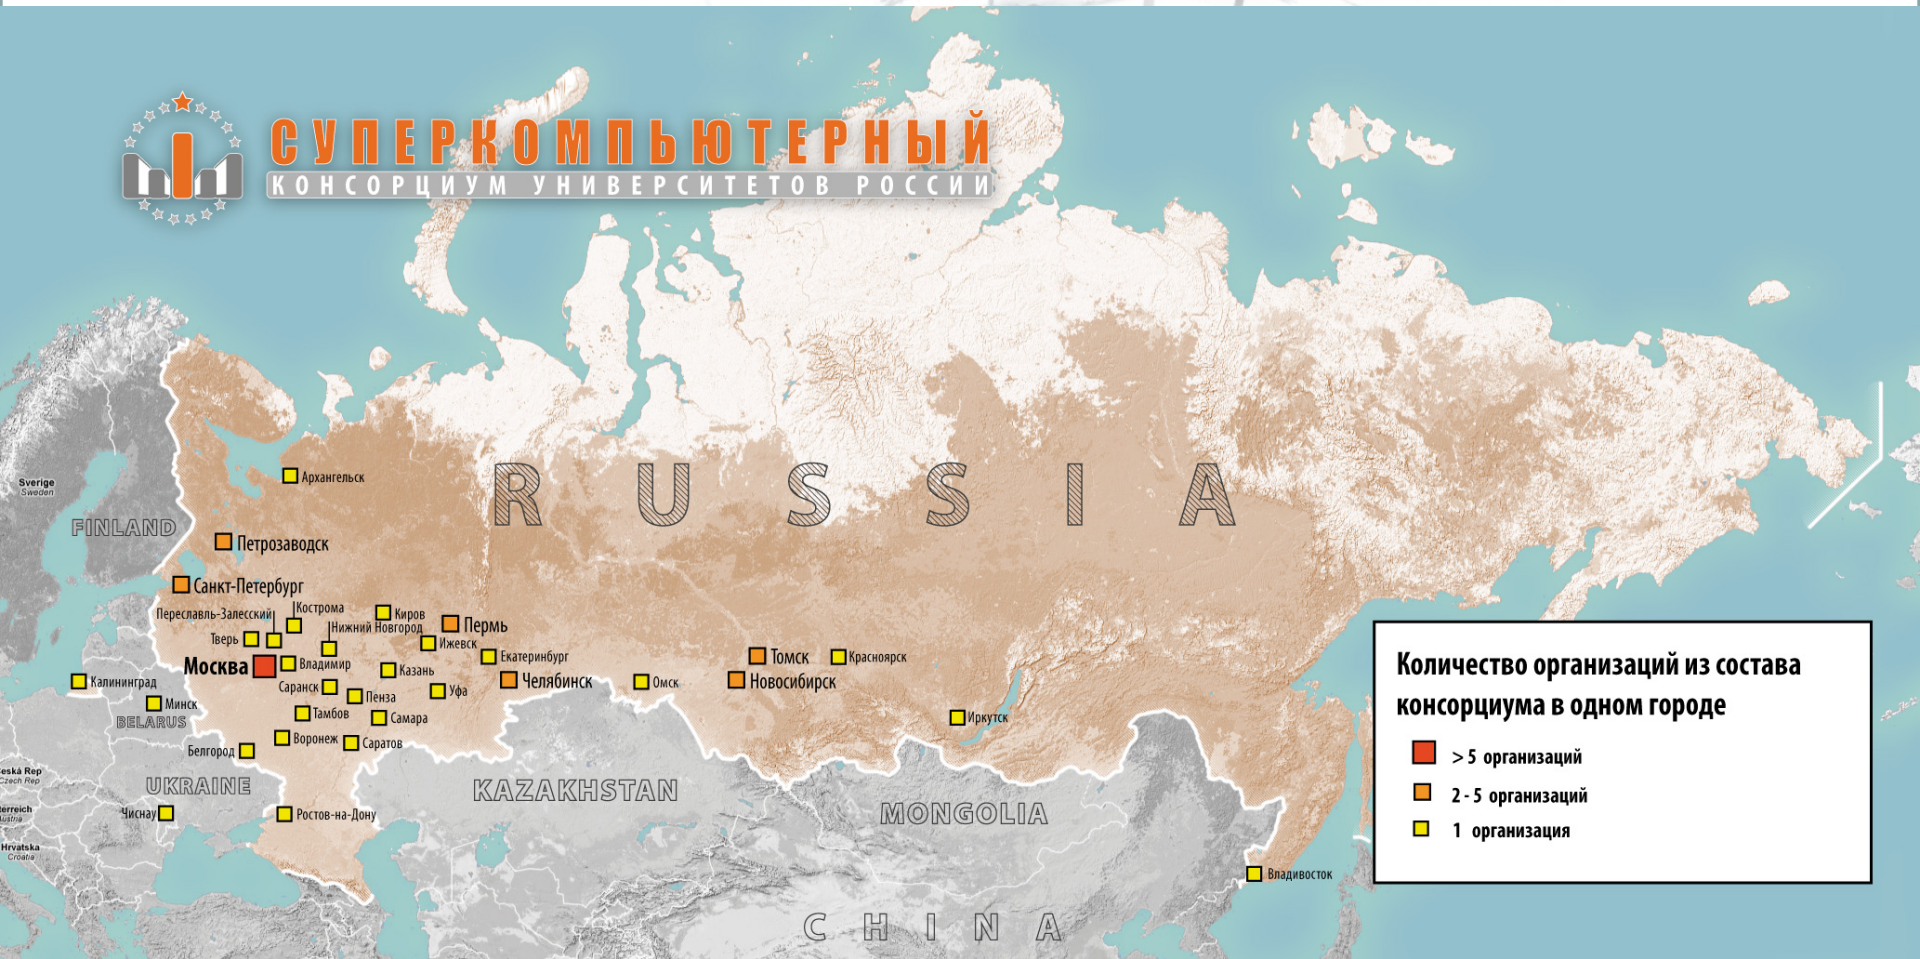 СУПЕРКОМПЬЮТЕРНЫЙ
КОНСОРЦИУМ УНИВЕРСИТЕТОВ РОССИИ
RUSSIA
Sverige
Sweden
FINLAND
Архангельск
Петрозаводск
Санкт-Петербург
Переславль-Залесский
Кострома
Киров
Нижний Новгород
Пермь
Тверь
Ижевск
Москва
Владимир
Казань
Екатеринбург
Томск
Красноярск
Калининград
Саранск
Пенза
Уфа
Челябинск
Омск
Новосибирск
Минск
BELARUS
Тамбов
Самара
Иркутск
Белгород
Воронеж
Саратов
eská Rep
Czech Rep
UKRAINE
KAZAKHSTAN
MONGOLIA
terreich
Austria
Чиснау
Ростов-на-Дону
Hrvatska
Croatia
Владивосток
CHINA
Количество организаций из состава
консорциума в одном городе
> 5 организаций
2 - 5 организаций
1 организация